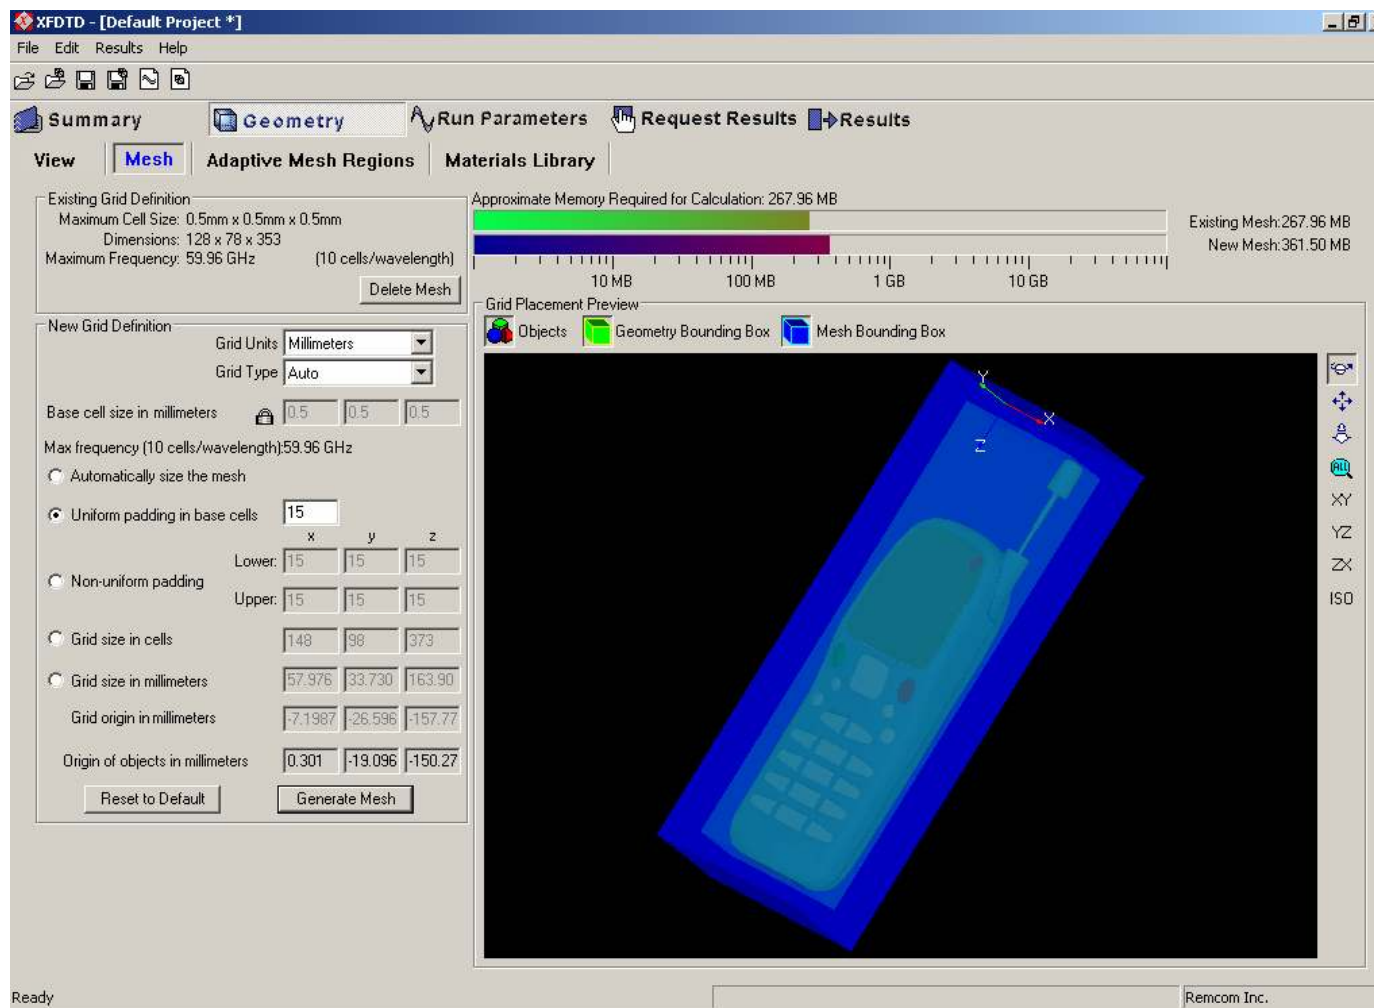 XFDTD - [Default Project *]
File Edit Results Help
Summary Geometry Run Parameters Request Results Results
View Mesh Adaptive Mesh Regions Materials Library
Existing Grid Definition
Maximum Cell Size: 0.5mm x 0.5mm x 0.5mm
Dimensions: 128 x 78 x 353
Maximum Frequency: 59.96 GHz (10 cells/wavelength)
Delete Mesh
Approximate Memory Required for Calculation: 267.96 MB
Existing Mesh:267.96 MB
New Mesh:361.50 MB
10 MB 100 MB 1 GB 10 GB
New Grid Definition
Grid Units Millimeters
Grid Type Auto
Base cell size in millimeters 0.5 0.5 0.5
Max frequency (10 cells/wavelength):59.96 GHz
Automatically size the mesh
Uniform padding in base cells 15
x y z
Lower: 15 15 15
Non-uniform padding
Upper: 15 15 15
Grid size in cells 148 98 373
Grid size in millimeters 57.976 33.730 163.90
Grid origin in millimeters -7.1987 -26.596 -157.77
Origin of objects in millimeters 0.301 -19.096 -150.27
Reset to Default Generate Mesh
Grid Placement Preview
Objects Geometry Bounding Box Mesh Bounding Box
Y
X
Z
ALL
XY
YZ
ZX
ISO
Ready
Remcom Inc.